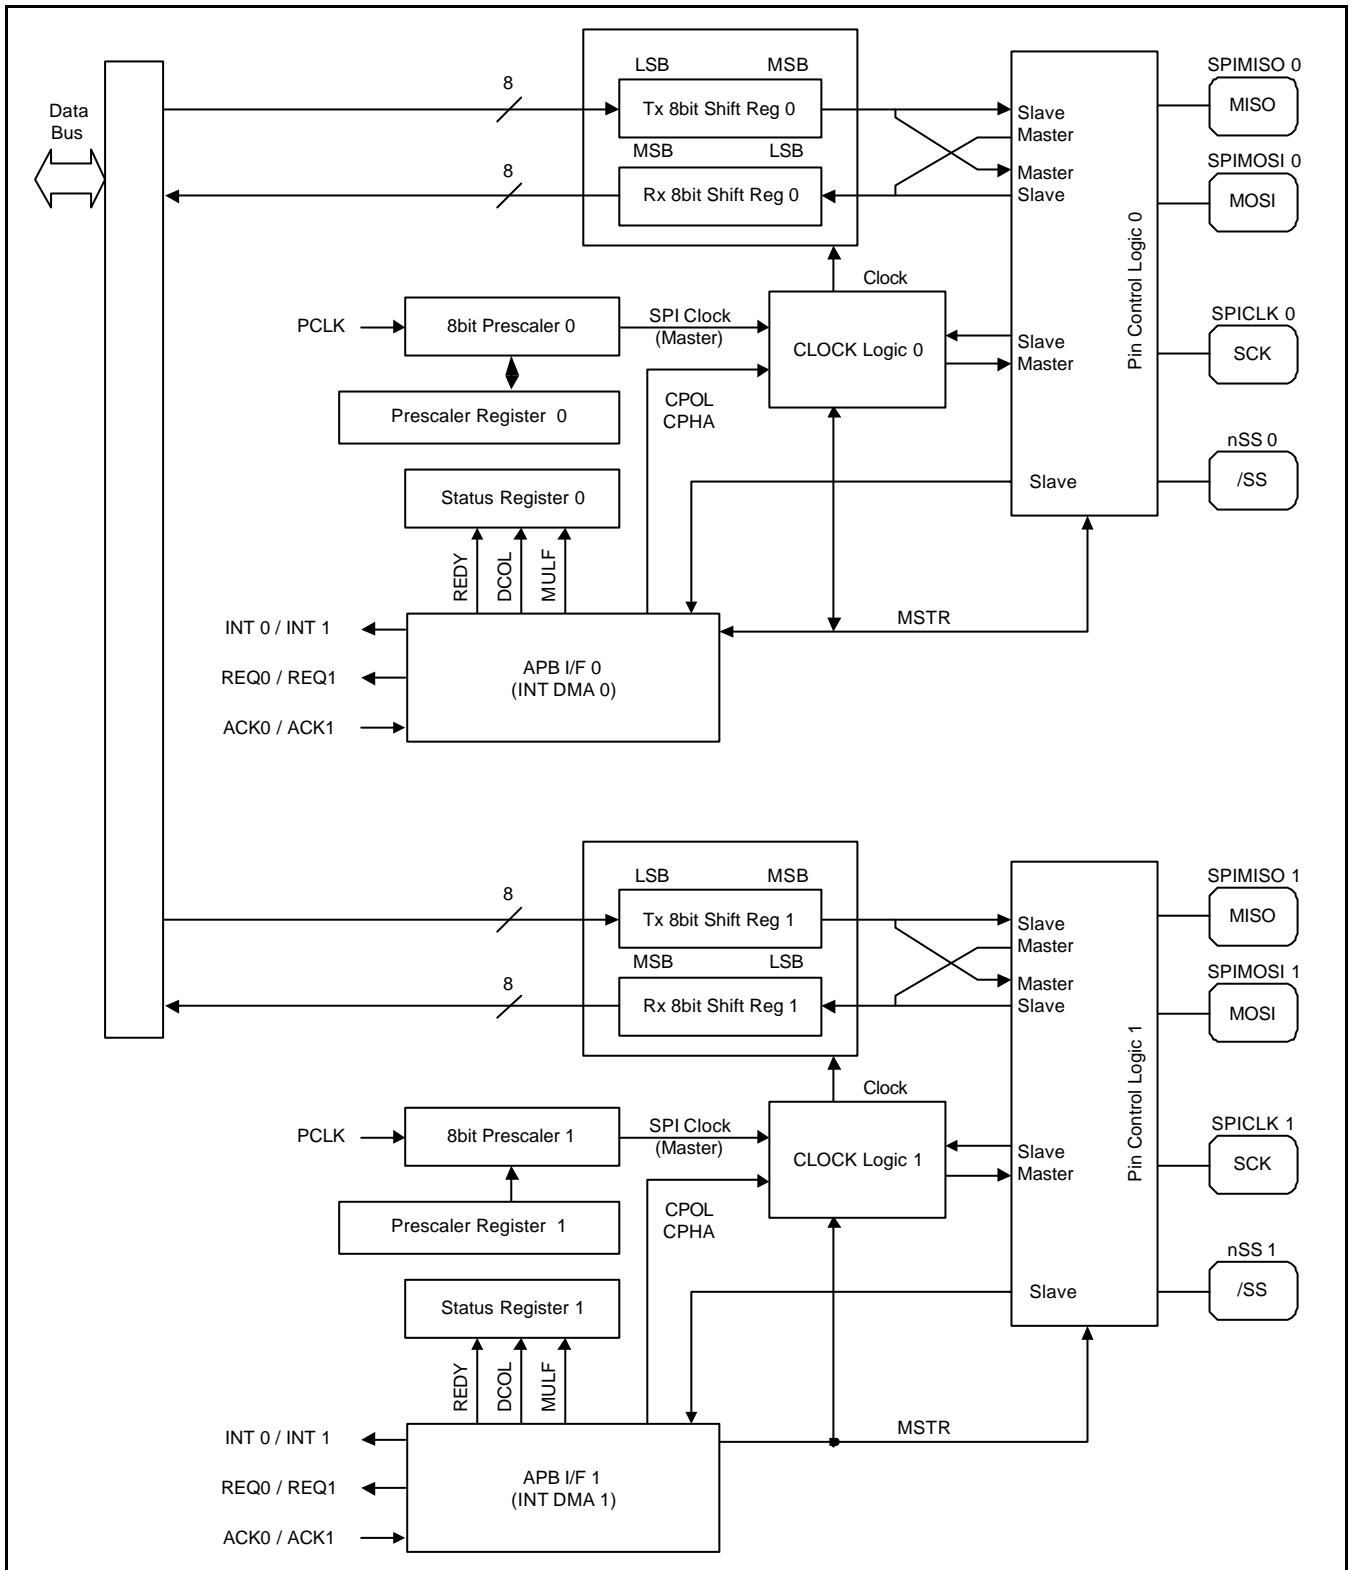 Data
Bus
8
LSB MSB
Tx 8bit Shift Reg 0
MSB LSB
8
Rx 8bit Shift Reg 0
Slave
Master
Master
Slave
SPIMISO 0
MISO
SPIMOSI 0
MOSI
Pin Control Logic 0
Clock
PCLK
8bit Prescaler 0
SPI Clock
(Master)
CLOCK Logic 0
Slave
Master
SPICLK 0
SCK
Prescaler Register 0
CPOL
CPHA
nSS 0
/SS
Slave
Status Register 0
REDY
DCOL
MULF
MSTR
INT 0 / INT 1
REQ0 / REQ1
ACK0 / ACK1
APB I/F 0
(INT DMA 0)
8
LSB MSB
Tx 8bit Shift Reg 1
MSB LSB
8
Rx 8bit Shift Reg 1
Slave
Master
Master
Slave
SPIMISO 1
MISO
SPIMOSI 1
MOSI
Pin Control Logic 1
Clock
PCLK
8bit Prescaler 1
SPI Clock
(Master)
CLOCK Logic 1
Slave
Master
SPICLK 1
SCK
Prescaler Register 1
CPOL
CPHA
nSS 1
/SS
Slave
Status Register 1
REDY
DCOL
MULF
MSTR
INT 0 / INT 1
REQ0 / REQ1
ACK0 / ACK1
APB I/F 1
(INT DMA 1)